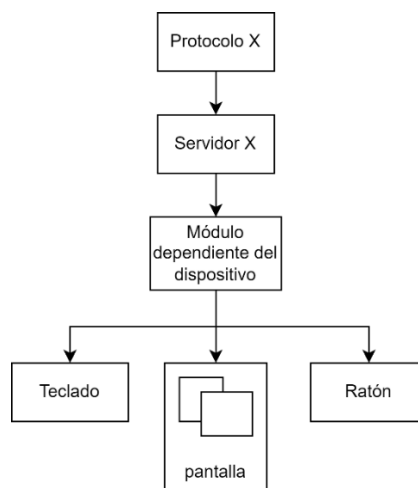 Protocolo X
Servidor X
Módulo
dependiente del
dispositivo
Teclado
pantalla
Ratón